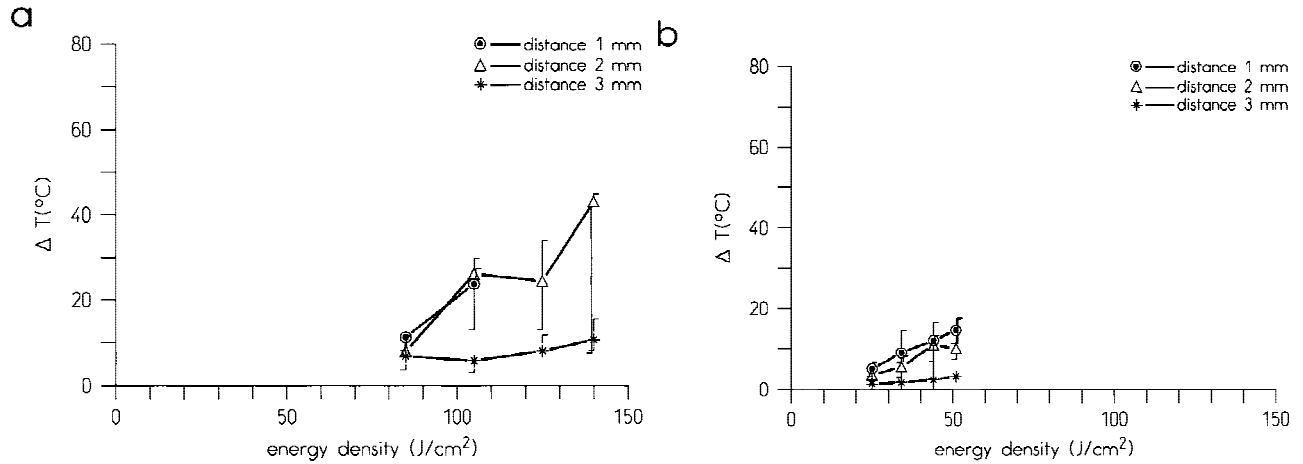 a
80
60
40
20
0
Δ T(°C)
0 50 100 150
energy density (J/cm²)
distance 1 mm
distance 2 mm
distance 3 mm
b
80
60
40
20
0
Δ T(°C)
0 50 100 150
energy density (J/cm²)
distance 1 mm
distance 2 mm
distance 3 mm